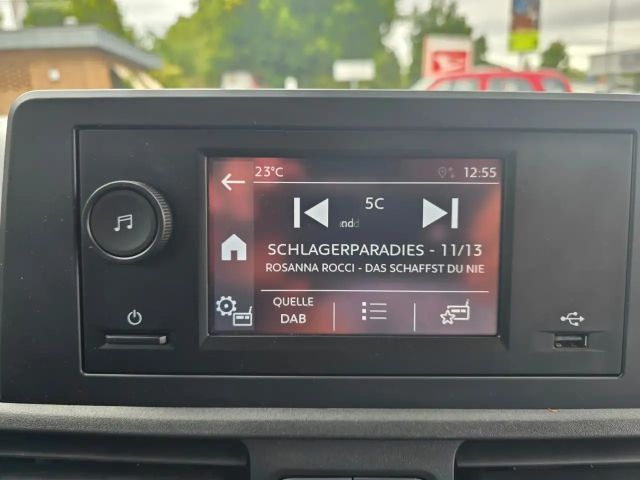 23°C 12:55
5C
SCHLAGERPARADIES - 11/13
ROSANNA ROCCI - DAS SCHAFFST DU NIE
QUELLE
DAB